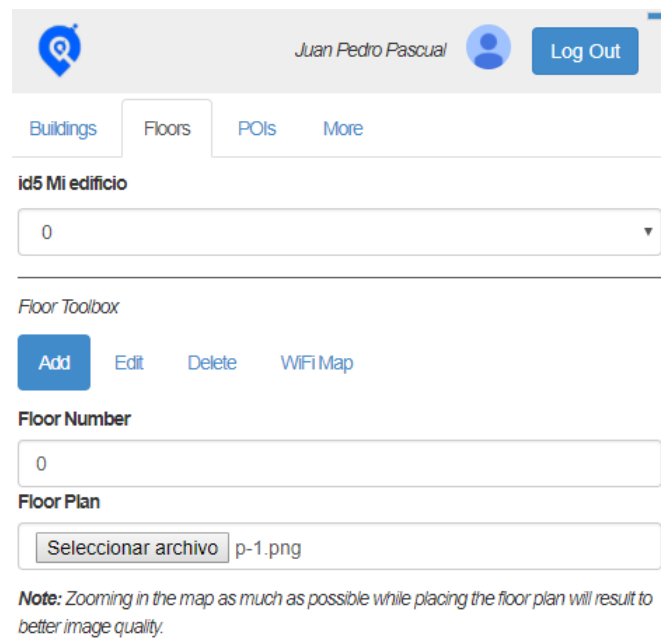 Juan Pedro Pascual Log Out
Buildings Floors POIs More
id5 Mi edificio
0
Floor Toolbox
Add Edit Delete WiFi Map
Floor Number
0
Floor Plan
Seleccionar archivo p-1.png
Note: Zooming in the map as much as possible while placing the floor plan will result to
better image quality.